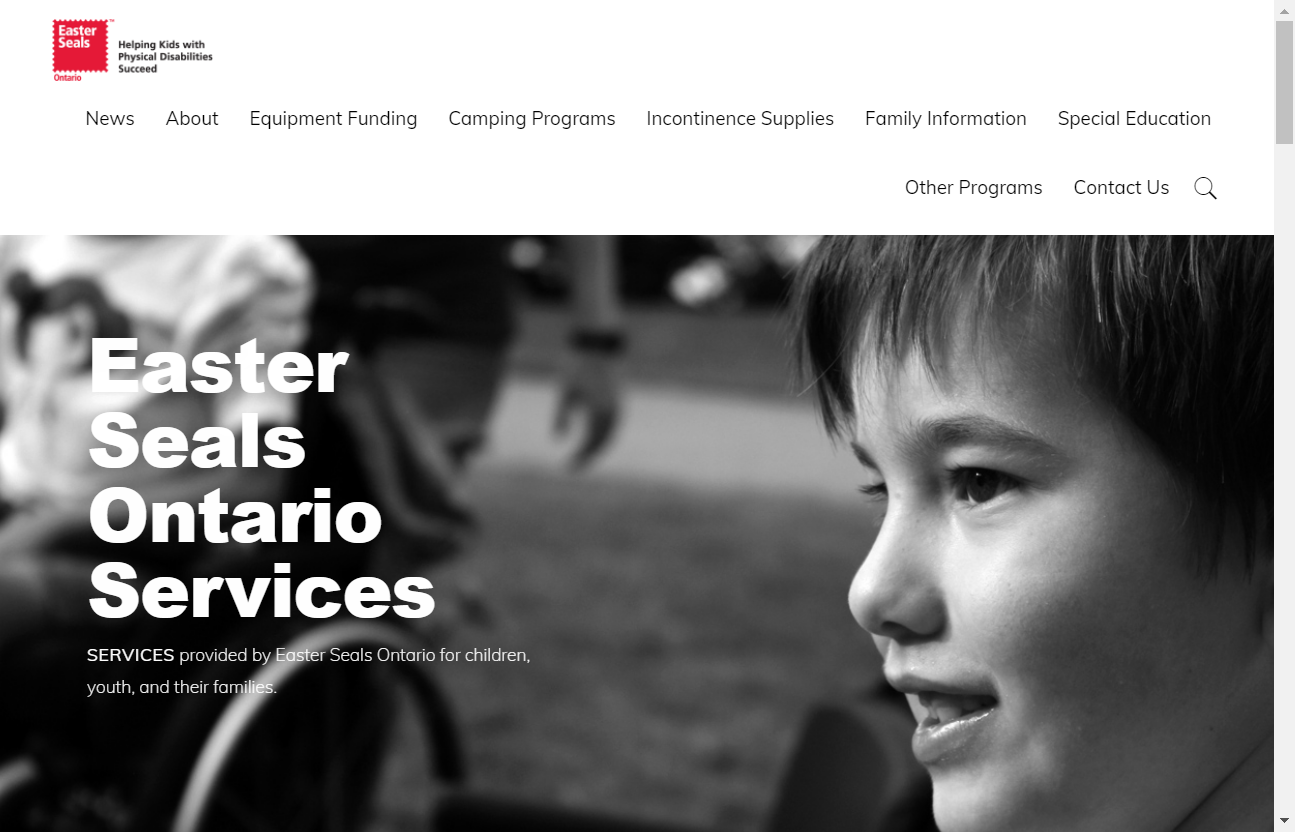 Easter
Seals
™
Ontario
Helping Kids with
Physical Disabilities
Succeed
News About Equipment Funding Camping Programs Incontinence Supplies Family Information Special Education
Other Programs Contact Us
Easter
Seals
Ontario
Services
SERVICES provided by Easter Seals Ontario for children,
youth, and their families.